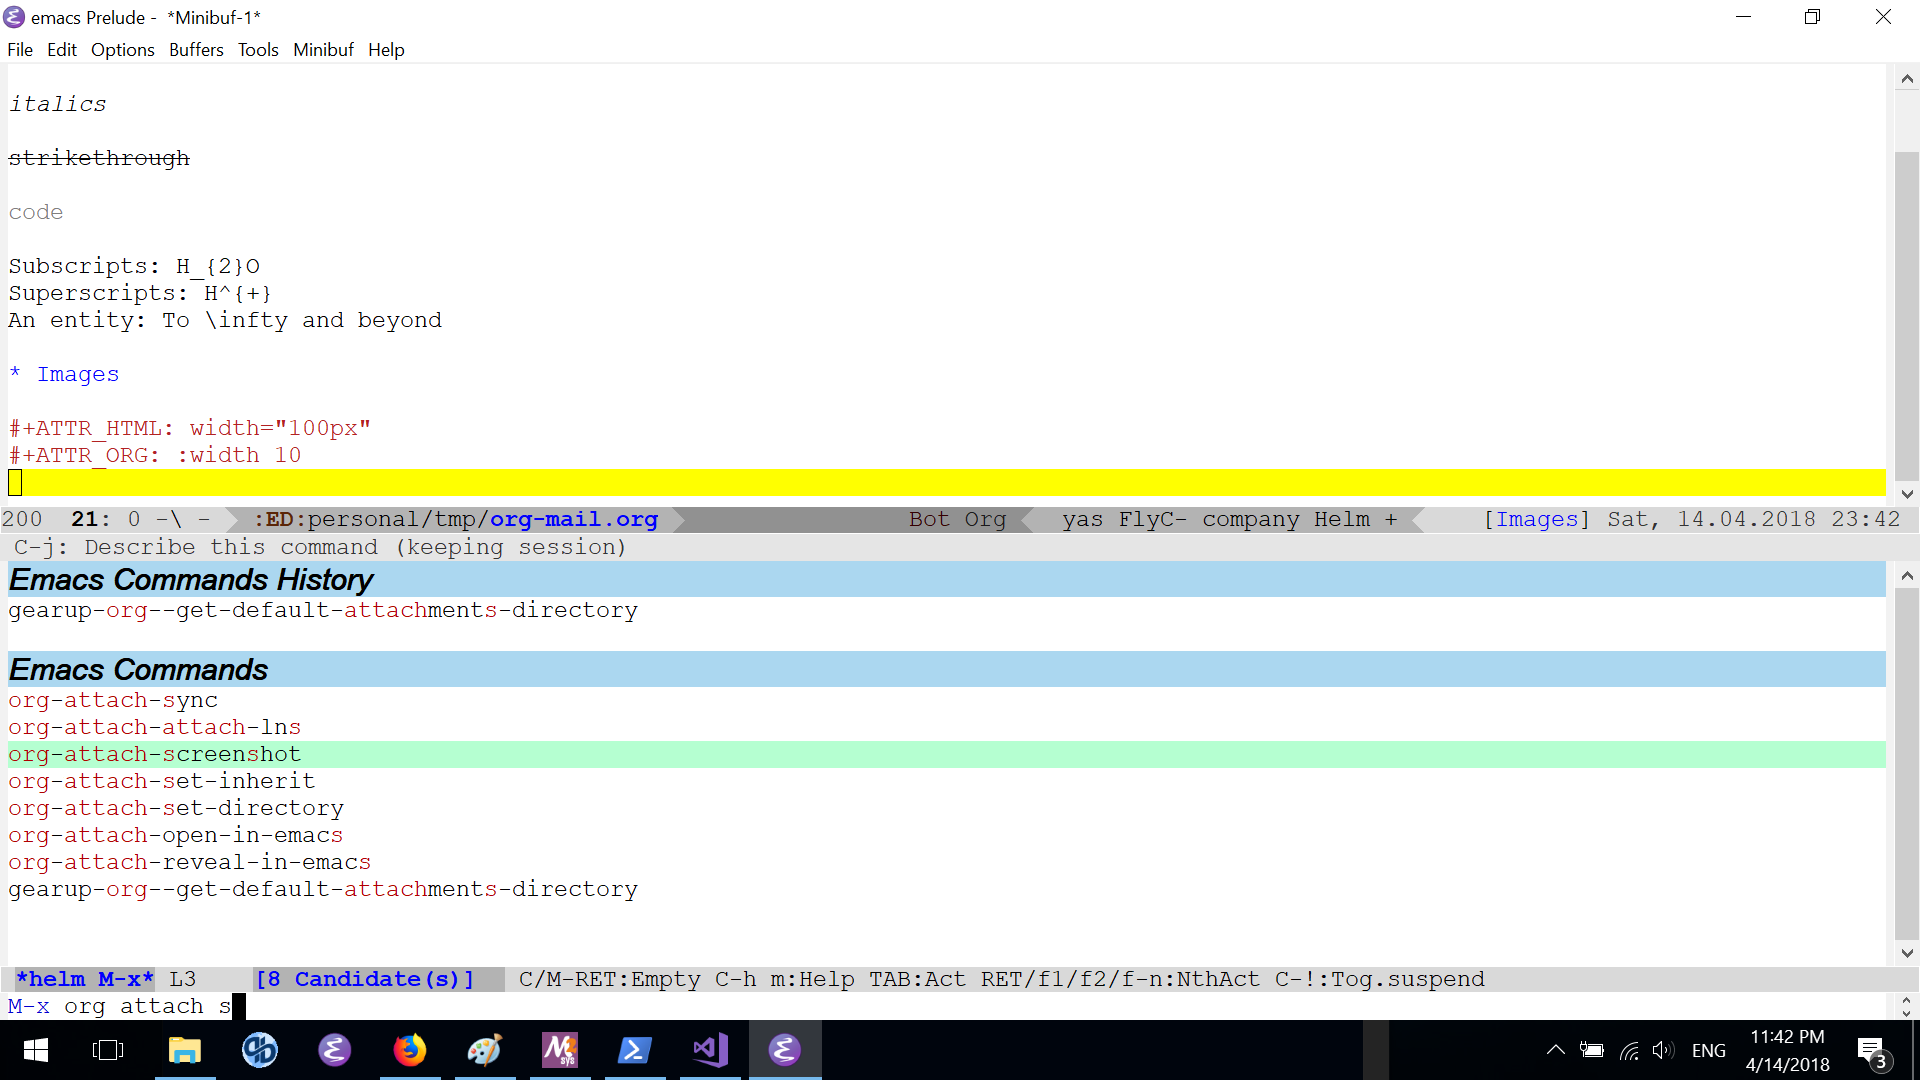 emacs Prelude - *Minibuf-1*
File Edit Options Buffers Tools Minibuf Help
italics
strikethrough
code
Subscripts: H_{2}O
Superscripts: H^{+}
An entity: To \infty and beyond
* Images
#+ATTR_HTML: width="100px"
#+ATTR_ORG: :width 10
200 21: 0 -\ - :ED:personal/tmp/org-mail.org Bot Org yas FlyC- company Helm + [Images] Sat, 14.04.2018 23:42
C-j: Describe this command (keeping session)
Emacs Commands History
gearup-org--get-default-attachments-directory
Emacs Commands
org-attach-sync
org-attach-attach-lns
org-attach-screenshot
org-attach-set-inherit
org-attach-set-directory
org-attach-open-in-emacs
org-attach-reveal-in-emacs
gearup-org--get-default-attachments-directory
*helm M-x* L3 [8 Candidate(s)] C/M-RET:Empty C-h m:Help TAB:Act RET/f1/f2/f-n:NthAct C-!:Tog.suspend
M-x org attach s
M sys ENG 11:42 PM 3
4/14/2018